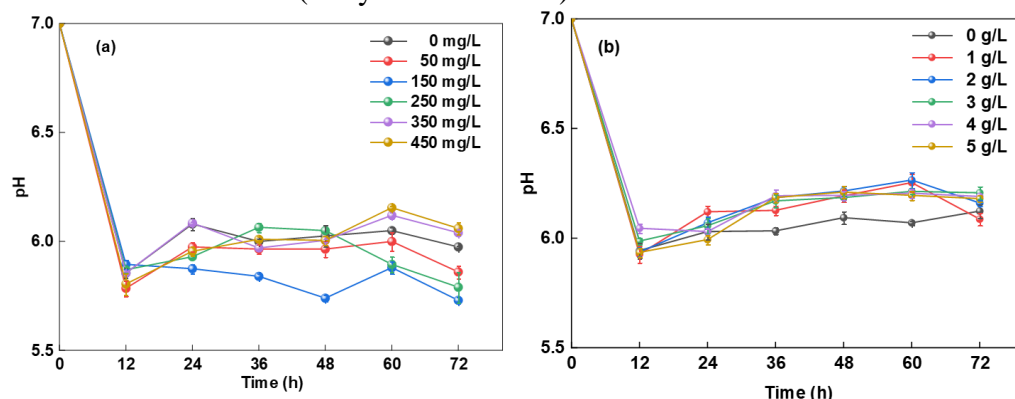 (a)
0 mg/L
50 mg/L
150 mg/L
250 mg/L
350 mg/L
450 mg/L
7.0
6.5
6.0
5.5
pH
0 12 24 36 48 60 72
Time (h)
(b)
0 g/L
1 g/L
2 g/L
3 g/L
4 g/L
5 g/L
7.0
6.5
6.0
5.5
pH
0 12 24 36 48 60 72
Time (h)